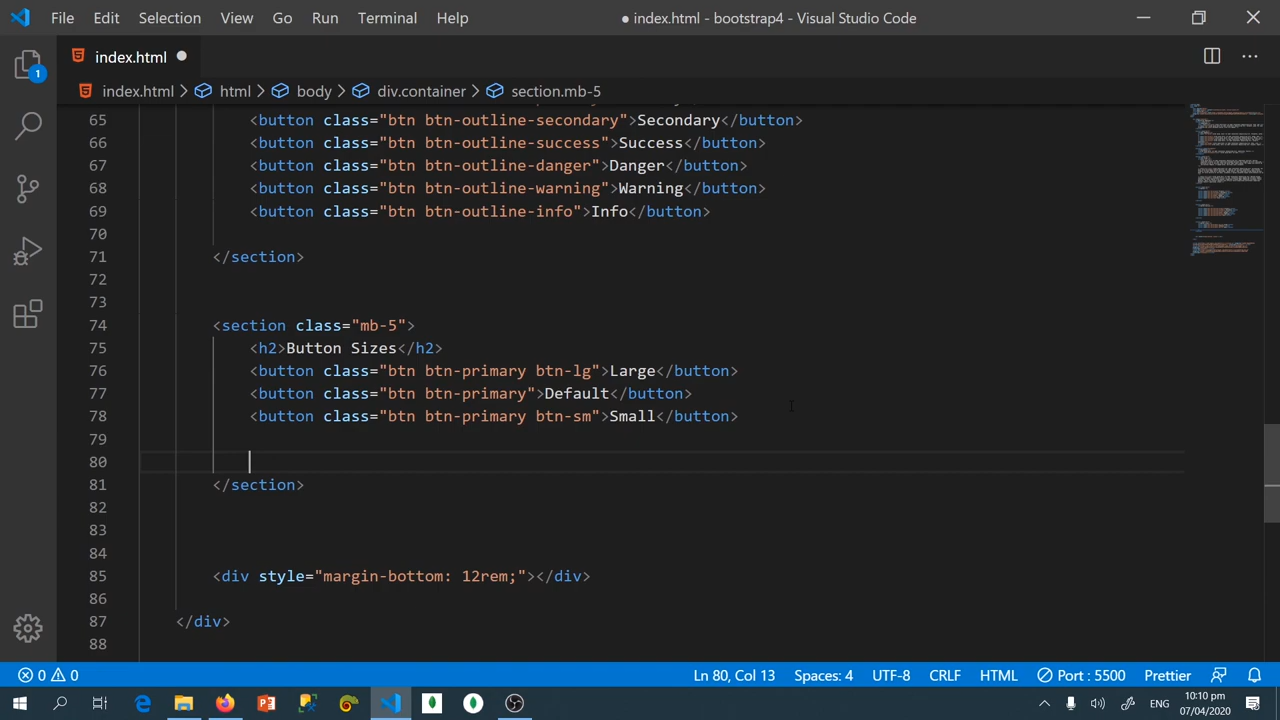 File Edit Selection View Go Run Terminal Help ● index.html - bootstrap4 - Visual Studio Code
1
index.html
index.html > html > body > div.container > section.mb-5
65 <button class="btn btn-outline-secondary">Secondary</button>
66 <button class="btn btn-outline-success">Success</button>
67 <button class="btn btn-outline-danger">Danger</button>
68 <button class="btn btn-outline-warning">Warning</button>
69 <button class="btn btn-outline-info">Info</button>
70
71 </section>
72
73
74 <section class="mb-5">
75 <h2>Button Sizes</h2>
76 <button class="btn btn-primary btn-lg">Large</button>
77 <button class="btn btn-primary">Default</button>
78 <button class="btn btn-primary btn-sm">Small</button>
79
80
81 </section>
82
83
84
85 <div style="margin-bottom: 12rem;"></div>
86
87 </div>
88
0 0 Ln 80, Col 13 Spaces: 4 UTF-8 CRLF HTML Port : 5500 Prettier
ENG 10:10 pm
07/04/2020